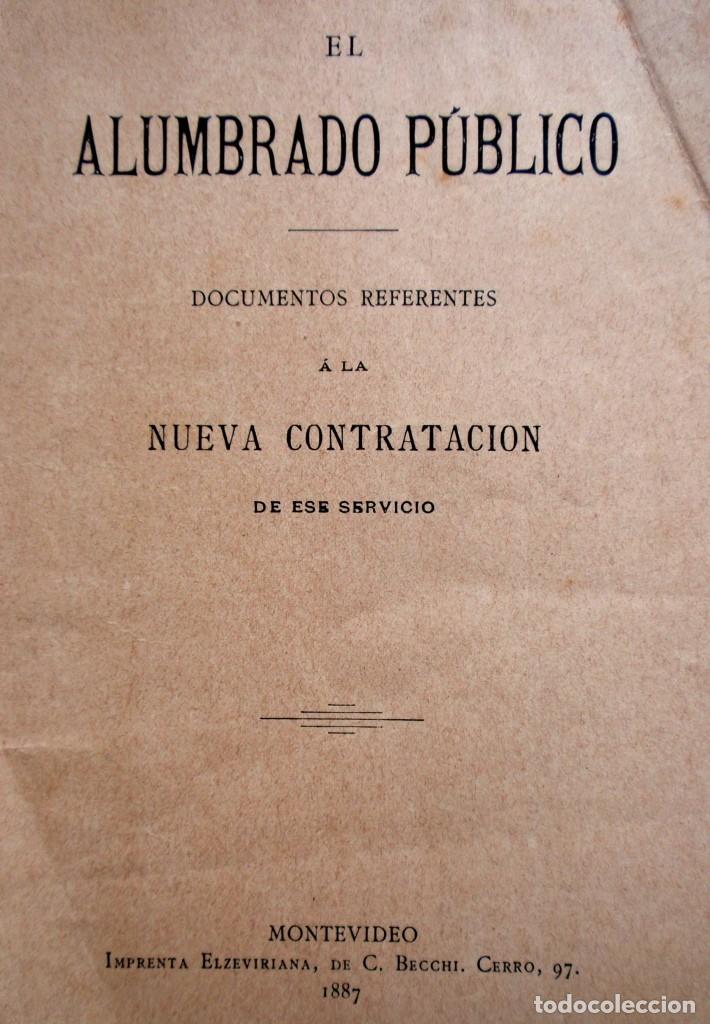 EL
ALUMBRADO PÚBLICO
DOCUMENTOS REFERENTES
Á LA
NUEVA CONTRATACION
DE ESE SERVICIO
MONTEVIDEO
IMPRENTA ELZEVIRIANA, DE C. BECCHI. CERRO, 97.
1887
todocoleccion